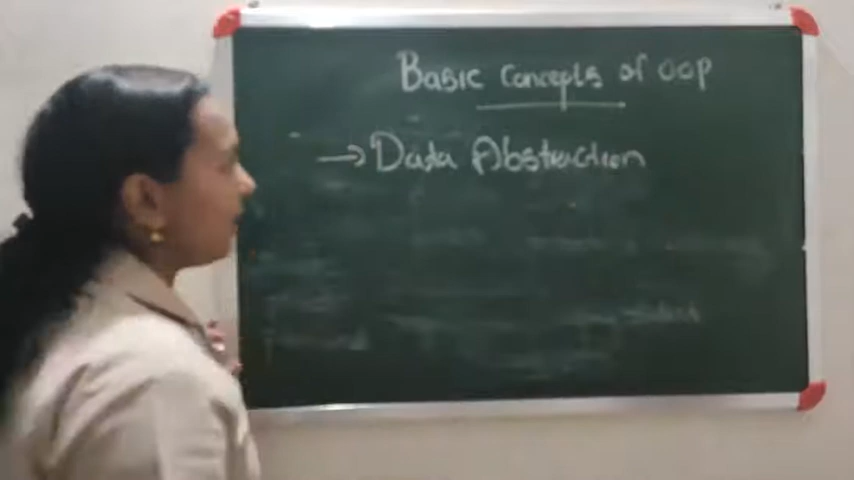 Basic Concepts of OOP
→ Data Abstraction